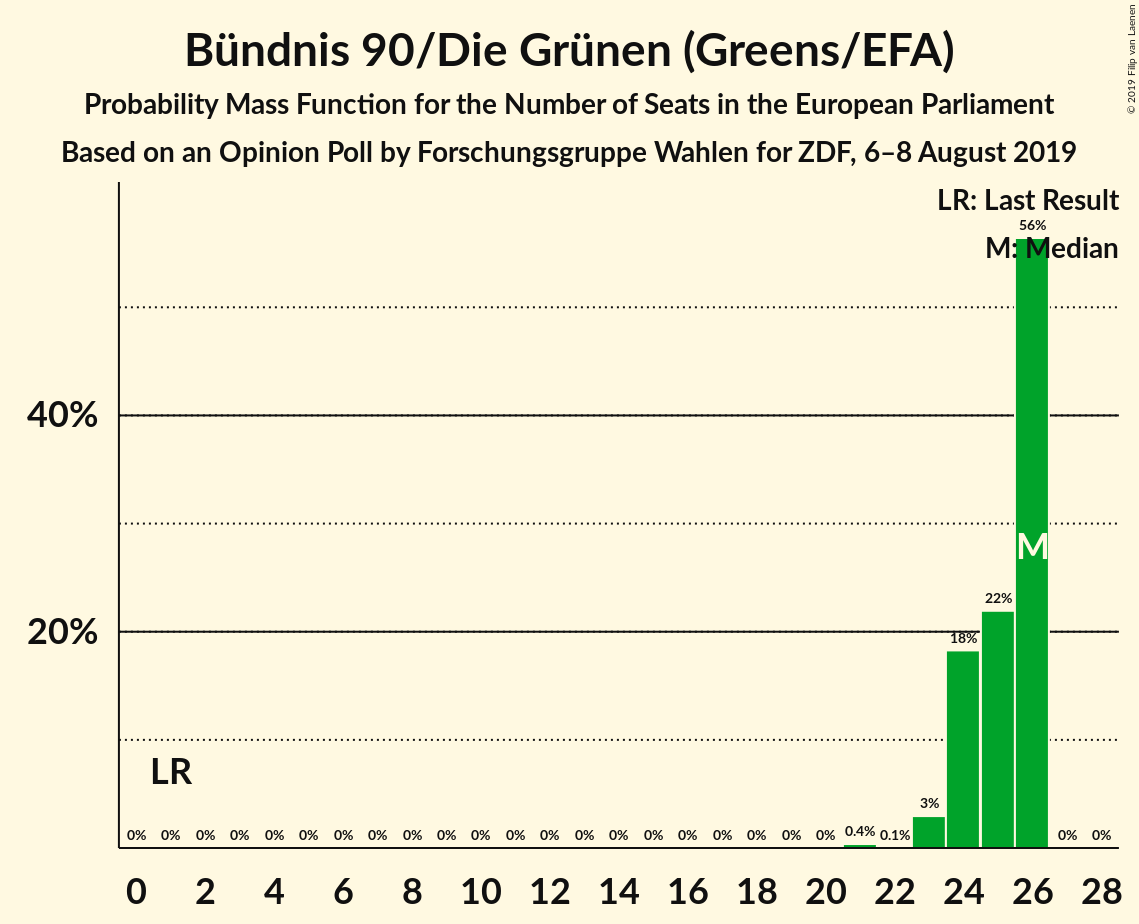 Bündnis 90/Die Grünen (Greens/EFA)
Probability Mass Function for the Number of Seats in the European Parliament
Based on an Opinion Poll by Forschungsgruppe Wahlen for ZDF, 6–8 August 2019
© 2019 Filip van Laenen
LR: Last Result
56%
M: Median
40%
M
22%
20%
18%
LR
3%
0% 0% 0% 0% 0% 0% 0% 0% 0% 0% 0% 0% 0% 0% 0% 0% 0% 0% 0% 0% 0% 0.4% 0.1% 0% 0%
0 2 4 6 8 10 12 14 16 18 20 22 24 26 28